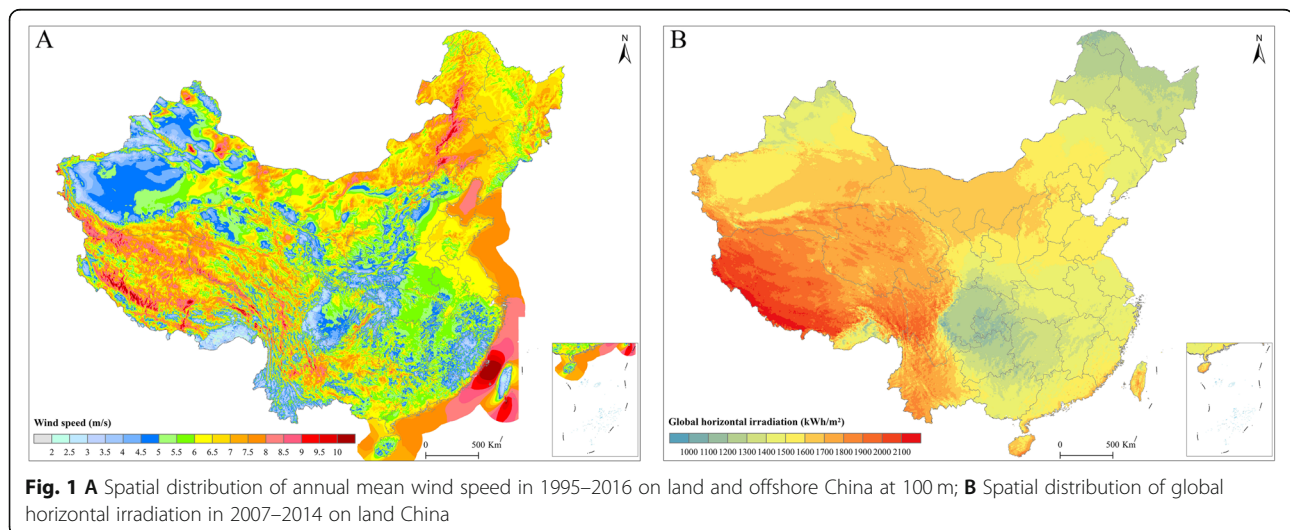 A
N
Wind speed (m/s)
2 2.5 3 3.5 4 4.5 5 5.5 6 6.5 7 7.5 8 8.5 9 9.5 10
0 500 Km
B
N
Global horizontal irradiation (kWh/m²)
1000 1100 1200 1300 1400 1500 1600 1700 1800 1900 2000 2100
0 500 Km
Fig. 1 A Spatial distribution of annual mean wind speed in 1995–2016 on land and offshore China at 100 m; B Spatial distribution of global
horizontal irradiation in 2007–2014 on land China